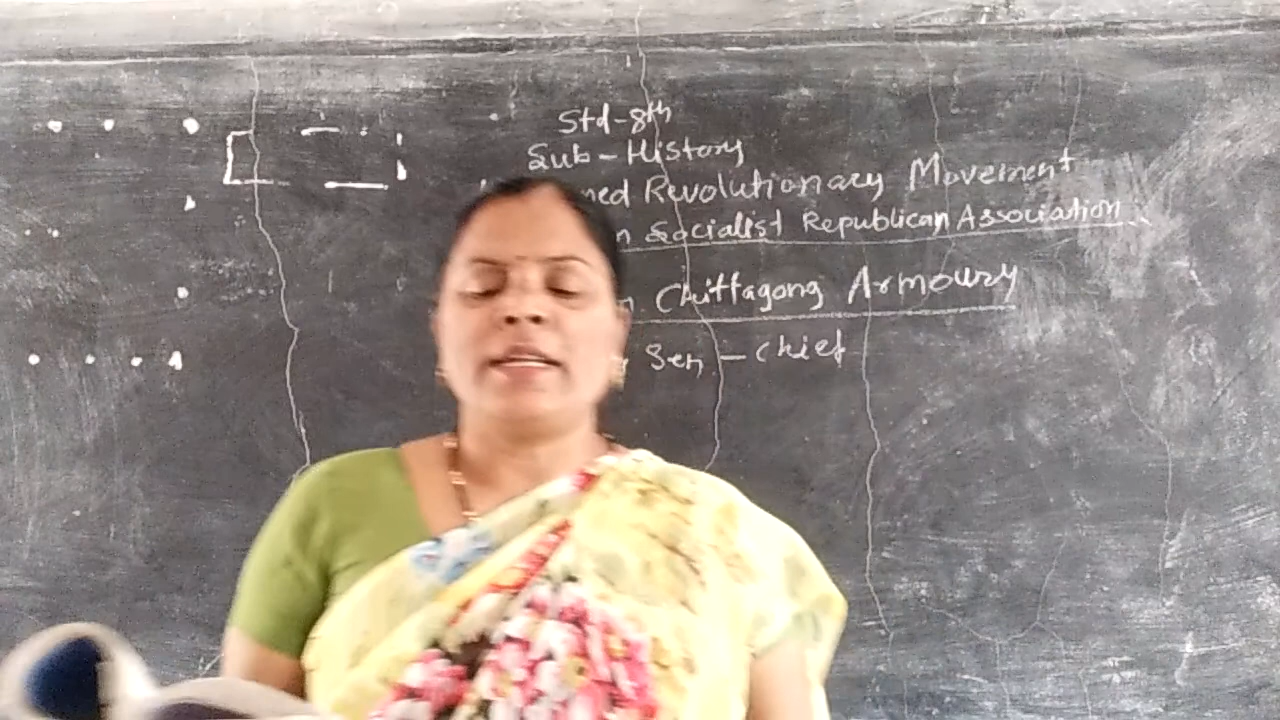 Std-8th
Sub-History
Revolutionary Movement
Socialist Republican Association
Chittagong Armoury
Sen - chief